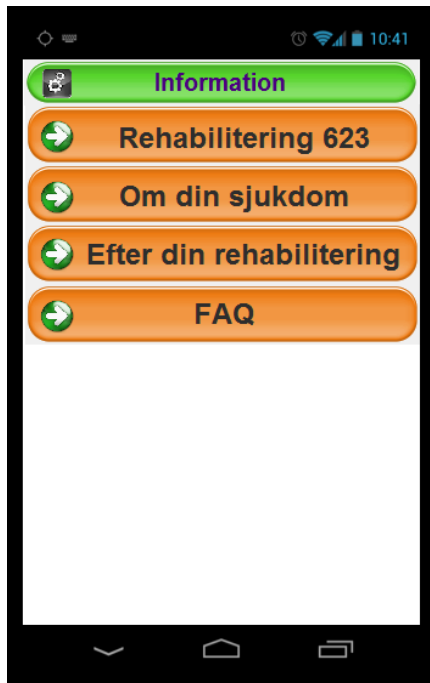 10:41
Information
Rehabilitering 623
Om din sjukdom
Efter din rehabilitering
FAQ